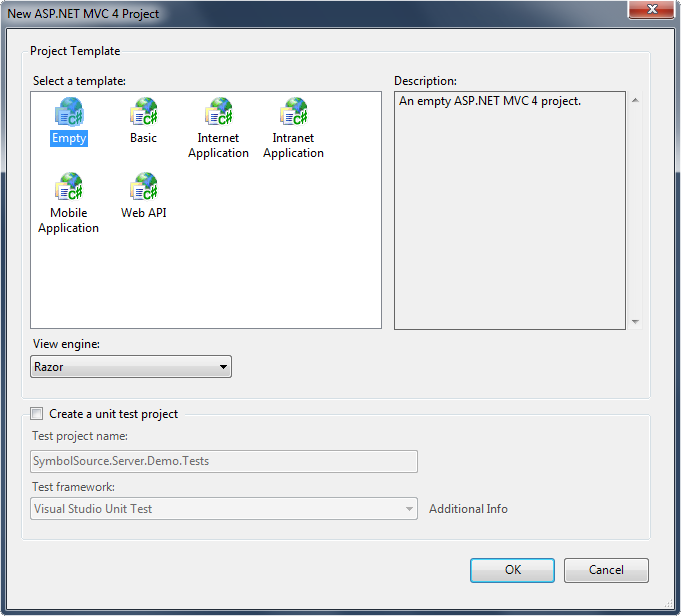 New ASP.NET MVC 4 Project
Project Template
Select a template:
Description:
Empty
Basic
Internet
Application
Intranet
Application
Mobile
Application
Web API
An empty ASP.NET MVC 4 project.
View engine:
Razor
Create a unit test project
Test project name:
SymbolSource.Server.Demo.Tests
Test framework:
Visual Studio Unit Test
Additional Info
OK
Cancel